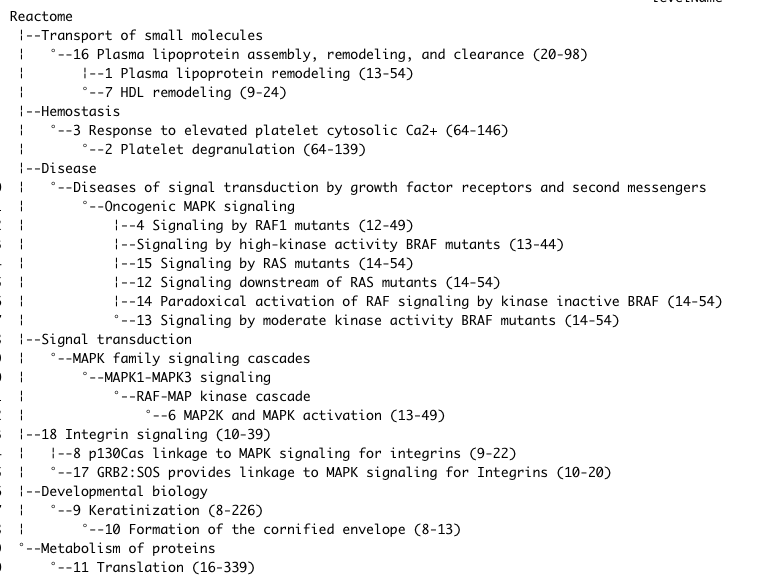 levelName
Reactome
¦--Transport of small molecules
¦   °--16 Plasma lipoprotein assembly, remodeling, and clearance (20-98)
¦       ¦--1 Plasma lipoprotein remodeling (13-54)
¦       °--7 HDL remodeling (9-24)
¦--Hemostasis
¦   °--3 Response to elevated platelet cytosolic Ca2+ (64-146)
¦       °--2 Platelet degranulation (64-139)
¦--Disease
¦   °--Diseases of signal transduction by growth factor receptors and second messengers
¦       °--Oncogenic MAPK signaling
¦           ¦--4 Signaling by RAF1 mutants (12-49)
¦           ¦--Signaling by high-kinase activity BRAF mutants (13-44)
¦           ¦--15 Signaling by RAS mutants (14-54)
¦           ¦--12 Signaling downstream of RAS mutants (14-54)
¦           ¦--14 Paradoxical activation of RAF signaling by kinase inactive BRAF (14-54)
¦           °--13 Signaling by moderate kinase activity BRAF mutants (14-54)
¦--Signal transduction
¦   °--MAPK family signaling cascades
¦       °--MAPK1-MAPK3 signaling
¦           °--RAF-MAP kinase cascade
¦               °--6 MAP2K and MAPK activation (13-49)
¦--18 Integrin signaling (10-39)
¦   ¦--8 p130Cas linkage to MAPK signaling for integrins (9-22)
¦   °--17 GRB2:SOS provides linkage to MAPK signaling for Integrins (10-20)
¦--Developmental biology
¦   °--9 Keratinization (8-226)
¦       °--10 Formation of the cornified envelope (8-13)
°--Metabolism of proteins
    °--11 Translation (16-339)